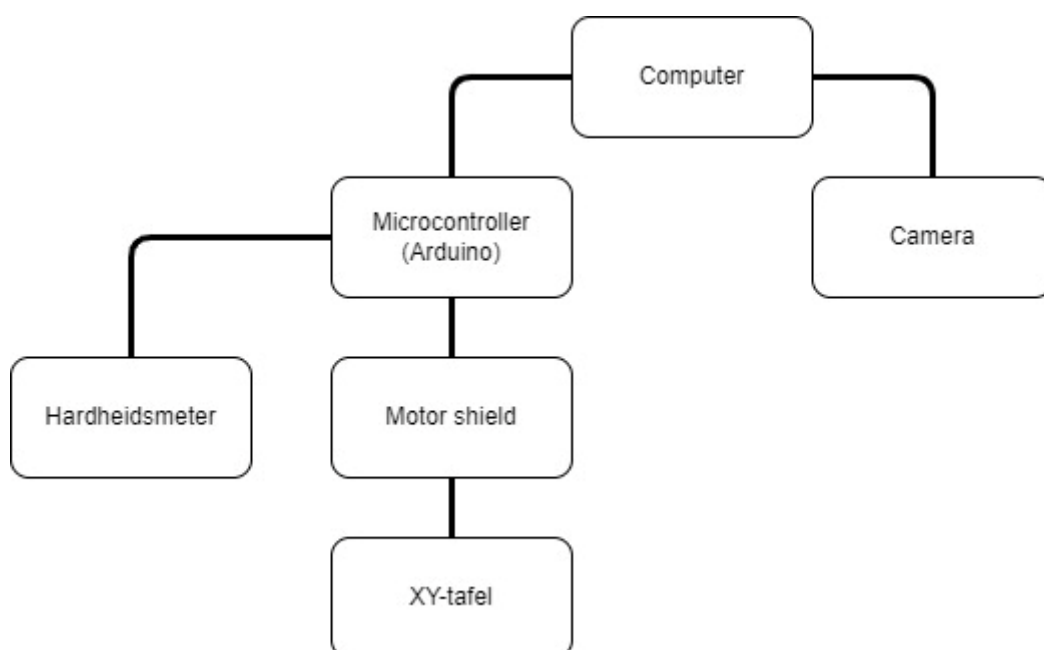 Computer
Microcontroller
(Arduino)
Camera
Hardheidsmeter
Motor shield
XY-tafel